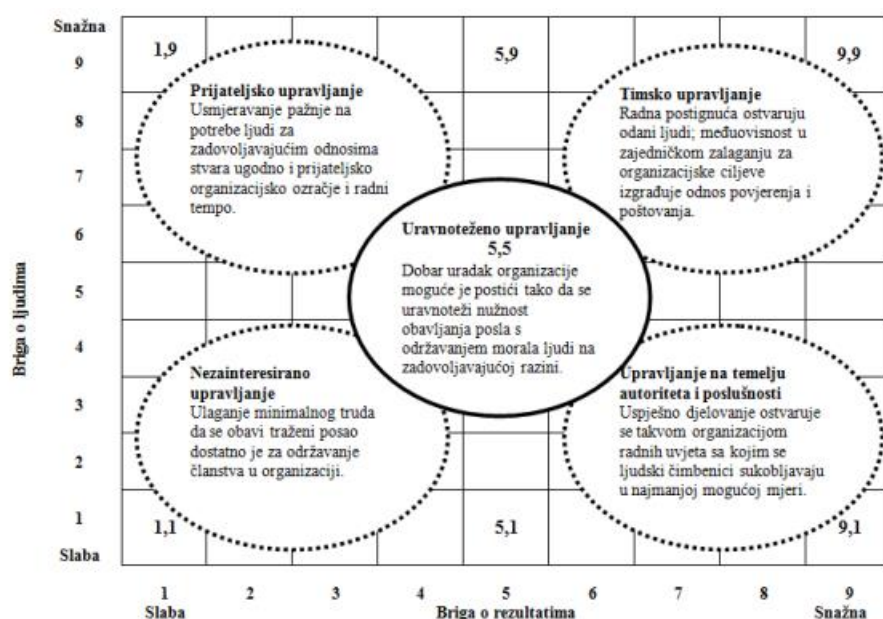 Snažna
9
8
7
6
5
4
3
2
1
Slaba
Briga o ljudima
1,9
5,9
9,9
Prijateljsko upravljanje
Usmjeravanje pažnje na
potrebe ljudi za
zadovoljavajućim odnosima
stvara ugodno i prijateljsko
organizacijsko ozračje i radni
tempo.
Timsko upravljanje
Radna postignuća ostvaruju
odani ljudi; međuovisnost u
zajedničkom zalaganju za
organizacijske ciljeve
izgrađuje odnos povjerenja i
poštovanja.
Uravnoteženo upravljanje
5,5
Dobar uradak organizacije
moguće je postići tako da se
uravnoteži nužnost
obavljanja posla s
održavanjem morala ljudi na
zadovoljavajućoj razini.
Nezainteresirano
upravljanje
Ulaganje minimalnog truda
da se obavi traženi posao
dostatno je za održavanje
članstva u organizaciji.
Upravljanje na temelju
autoriteta i poslušnosti
Uspješno djelovanje ostvaruje
se takvom organizacijom
radnih uvjeta sa kojim se
ljudski čimbenici sukobljavaju
u najmanjoj mogućoj mjeri.
1,1
5,1
9,1
1 2 3 4 5 6 7 8 9
Slaba Briga o rezultatima Snažna